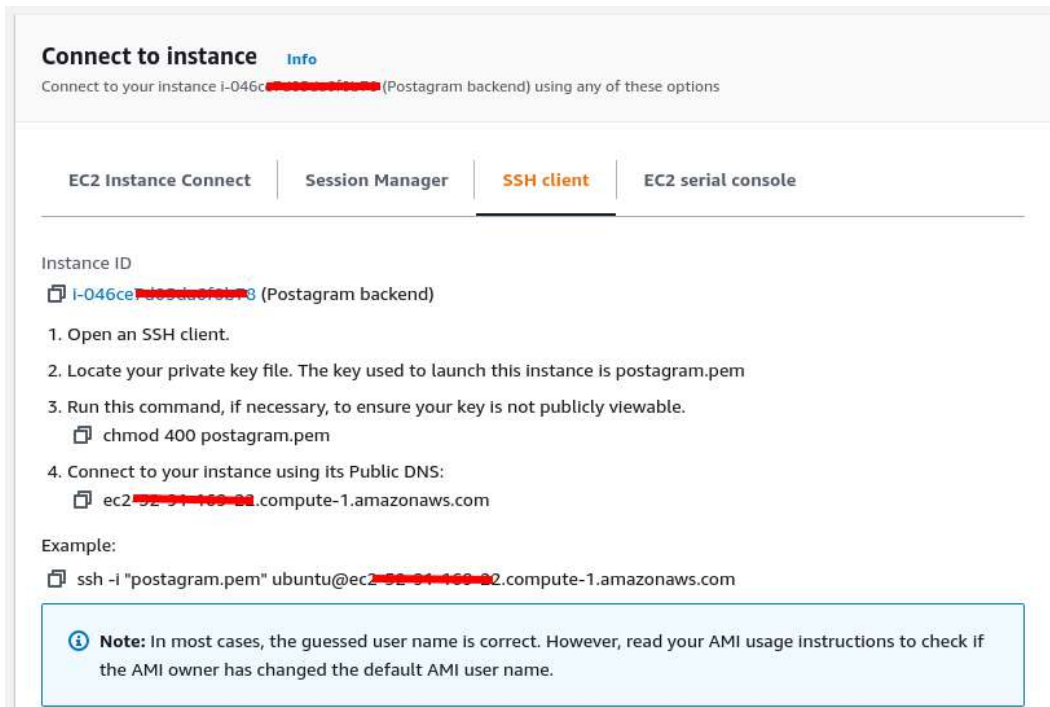 Connect to instance Info
Connect to your instance i-046c (Postagram backend) using any of these options
EC2 Instance Connect Session Manager SSH client EC2 serial console
Instance ID
i-046ce 8 (Postagram backend)
1. Open an SSH client.
2. Locate your private key file. The key used to launch this instance is postagram.pem
3. Run this command, if necessary, to ensure your key is not publicly viewable.
chmod 400 postagram.pem
4. Connect to your instance using its Public DNS:
ec2 .compute-1.amazonaws.com
Example:
ssh -i "postagram.pem" ubuntu@ec2 2.compute-1.amazonaws.com
Note: In most cases, the guessed user name is correct. However, read your AMI usage instructions to check if
the AMI owner has changed the default AMI user name.